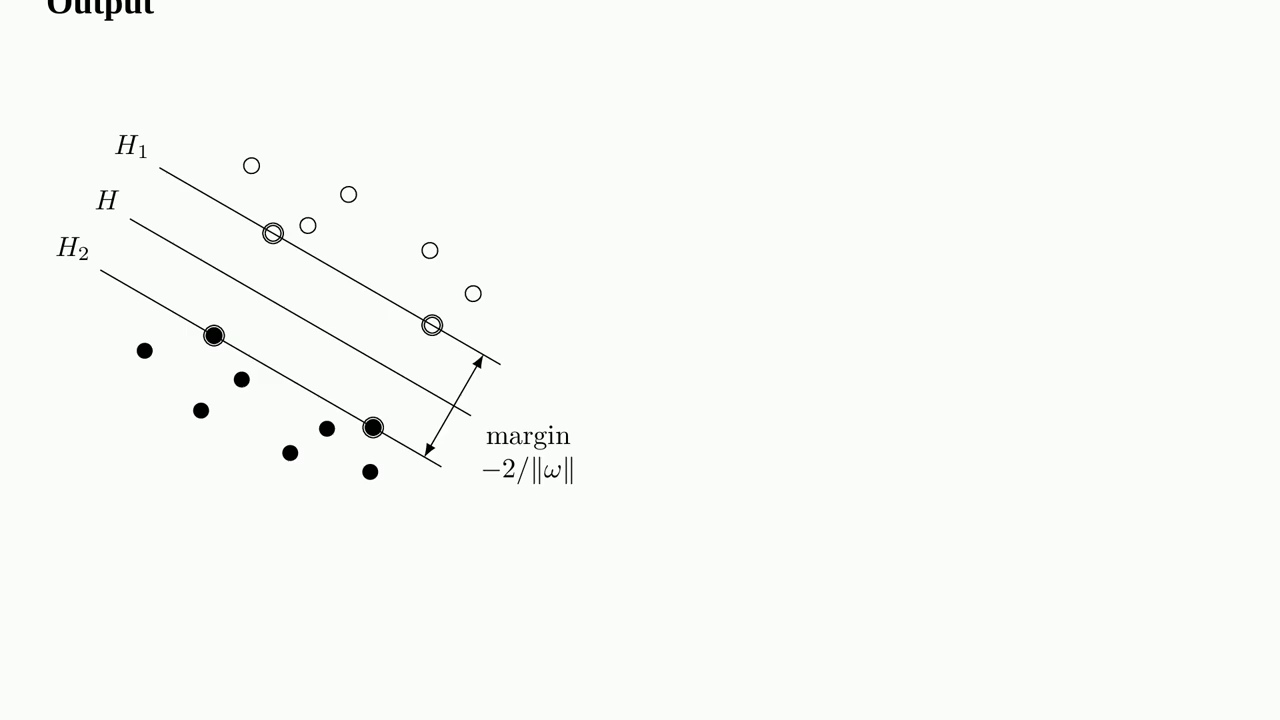 Output
H₁
H
H₂
margin
−2/‖ω‖